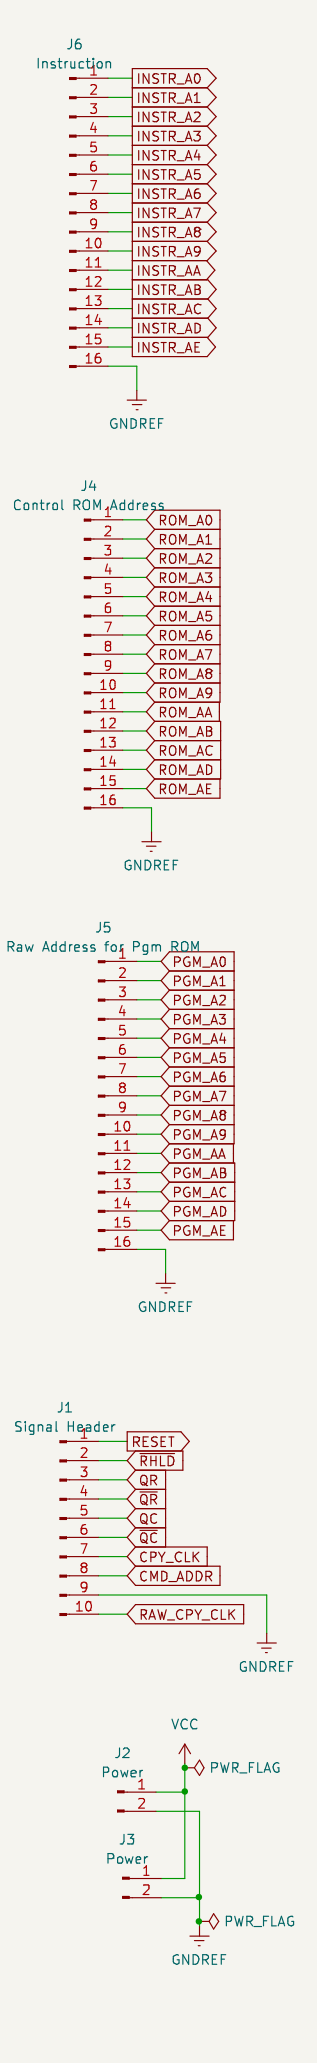 J6
Instruction
1 INSTR_A0
2 INSTR_A1
3 INSTR_A2
4 INSTR_A3
5 INSTR_A4
6 INSTR_A5
7 INSTR_A6
8 INSTR_A7
9 INSTR_A8
10 INSTR_A9
11 INSTR_AA
12 INSTR_AB
13 INSTR_AC
14 INSTR_AD
15 INSTR_AE
16
GNDREF
J4
Control ROM Address
1 ROM_A0
2 ROM_A1
3 ROM_A2
4 ROM_A3
5 ROM_A4
6 ROM_A5
7 ROM_A6
8 ROM_A7
9 ROM_A8
10 ROM_A9
11 ROM_AA
12 ROM_AB
13 ROM_AC
14 ROM_AD
15 ROM_AE
16
GNDREF
J5
Raw Address for Pgm ROM
1 PGM_A0
2 PGM_A1
3 PGM_A2
4 PGM_A3
5 PGM_A4
6 PGM_A5
7 PGM_A6
8 PGM_A7
9 PGM_A8
10 PGM_A9
11 PGM_AA
12 PGM_AB
13 PGM_AC
14 PGM_AD
15 PGM_AE
16
GNDREF
J1
Signal Header
1 RESET
2 R̅H̅L̅D̅
3 QR
4 Q̅R̅
5 QC
6 Q̅C̅
7 CPY_CLK
8 CMD_ADDR
9
10 RAW_CPY_CLK
GNDREF
VCC
PWR_FLAG
J2
Power
1
2
J3
Power
1
2
PWR_FLAG
GNDREF